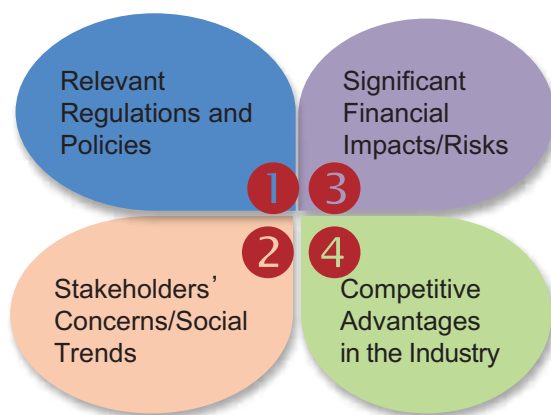 Relevant
Regulations and
Policies
1
Stakeholders’
Concerns/Social
Trends
2
Significant
Financial
Impacts/Risks
3
Competitive
Advantages
in the Industry
4